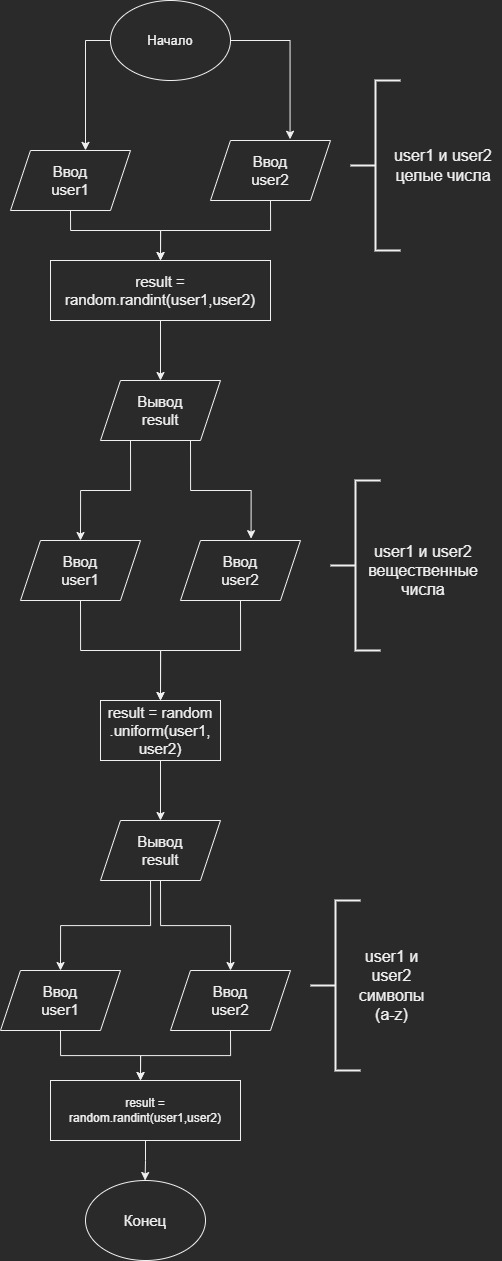 Начало
Ввод
user1
Ввод
user2
user1 и user2
целые числа
result =
random.randint(user1,user2)
Вывод
result
Ввод
user1
Ввод
user2
user1 и user2
вещественные
числа
result = random
.uniform(user1,
user2)
Вывод
result
Ввод
user1
Ввод
user2
user1 и
user2
символы
(a-z)
result =
random.randint(user1,user2)
Конец